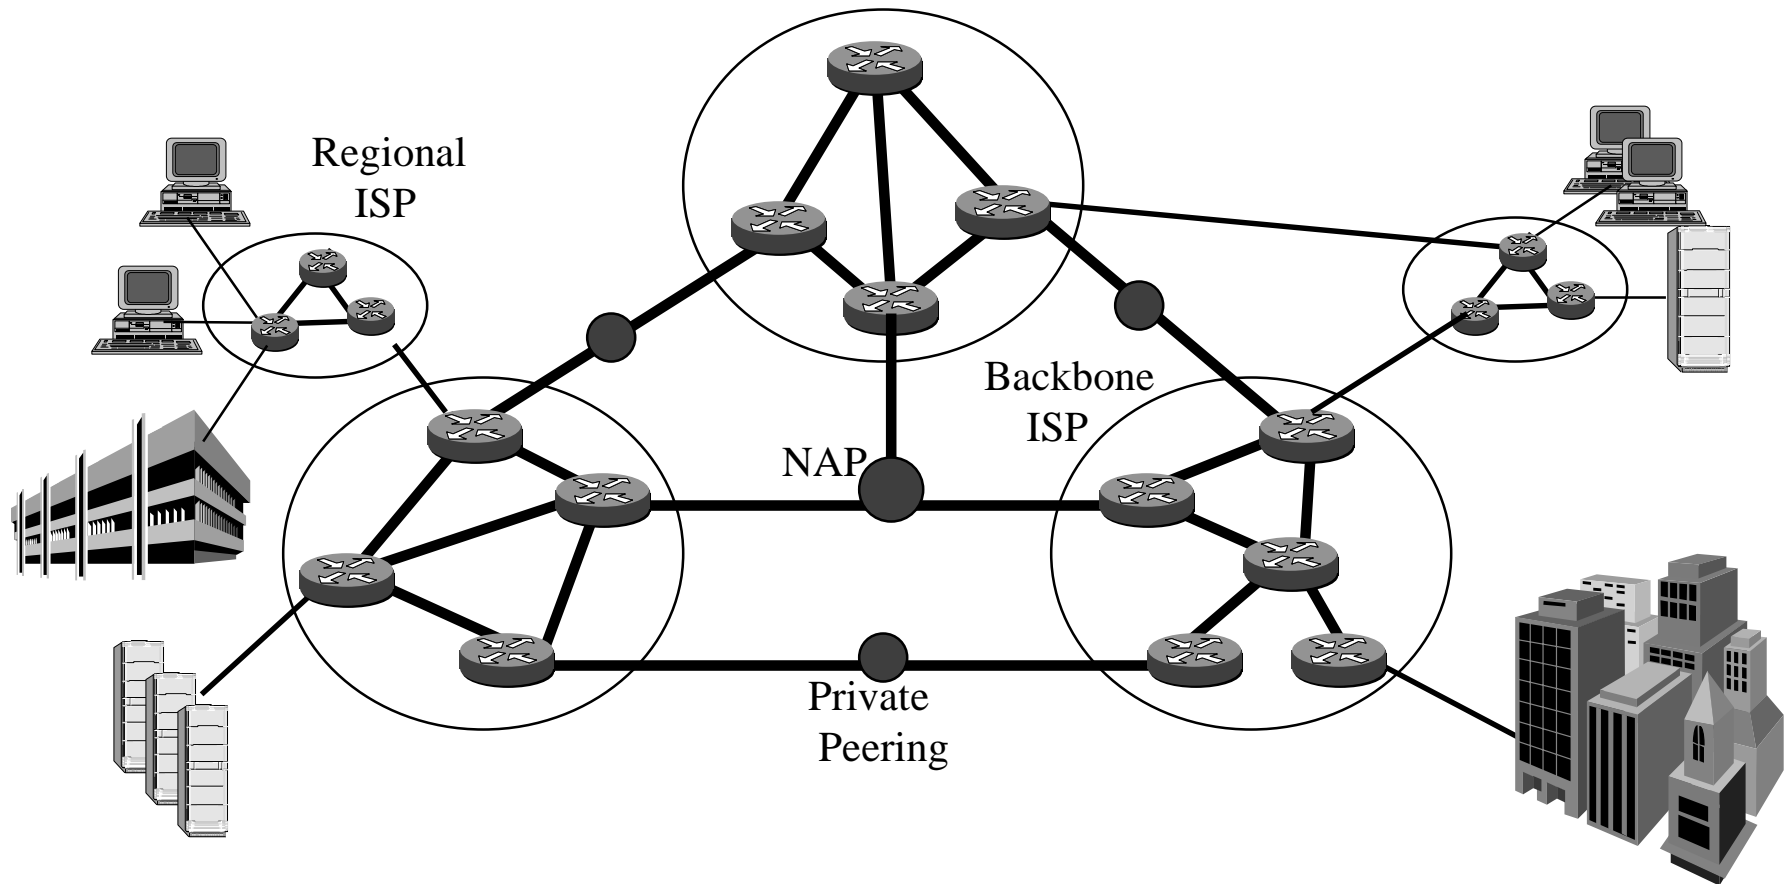 Regional
ISP
Backbone
ISP
NAP
Private
Peering